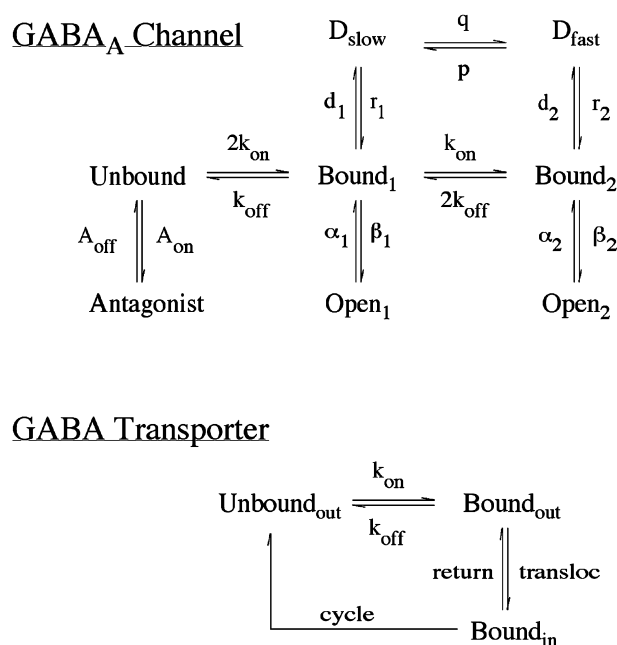 GABA_A Channel
D_slow q D_fast
p
d_1 r_1 d_2 r_2
2k_on k_on
Unbound Bound_1 Bound_2
k_off 2k_off
A_off A_on α_1 β_1 α_2 β_2
Antagonist Open_1 Open_2
GABA Transporter
k_on
Unbound_out Bound_out
k_off
return transloc
cycle
Bound_in